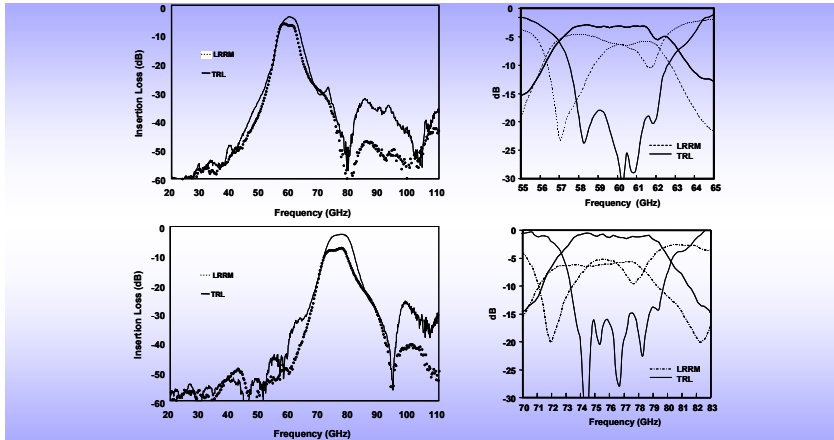 0
-10
-20
-30
-40
-50
-60
Insertion Loss (dB)
LRRM
TRL
20 30 40 50 60 70 80 90 100 110
Frequency (GHz)
0
-5
-10
-15
-20
-25
-30
dB
LRRM
TRL
55 56 57 58 59 60 61 62 63 64 65
Frequency (GHz)
0
-10
-20
-30
-40
-50
-60
Insertion Loss (dB)
LRRM
TRL
20 30 40 50 60 70 80 90 100 110
Frequency (GHz)
0
-5
-10
-15
-20
-25
-30
dB
LRRM
TRL
70 71 72 73 74 75 76 77 78 79 80 81 82 83
Frequency (GHz)